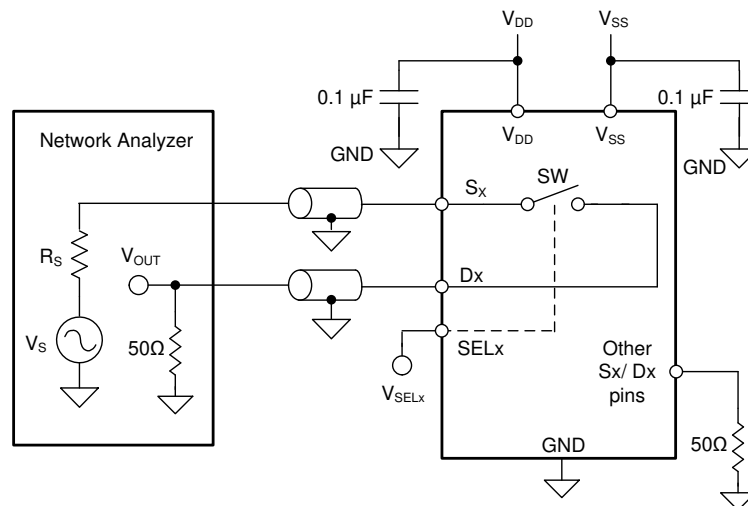 VDD
VSS
0.1 µF
0.1 µF
VDD
VSS
GND
GND
Network Analyzer
SX
SW
RS
VOUT
Dx
VS
50Ω
SELx
VSELx
Other
Sx/ Dx
pins
GND
50Ω